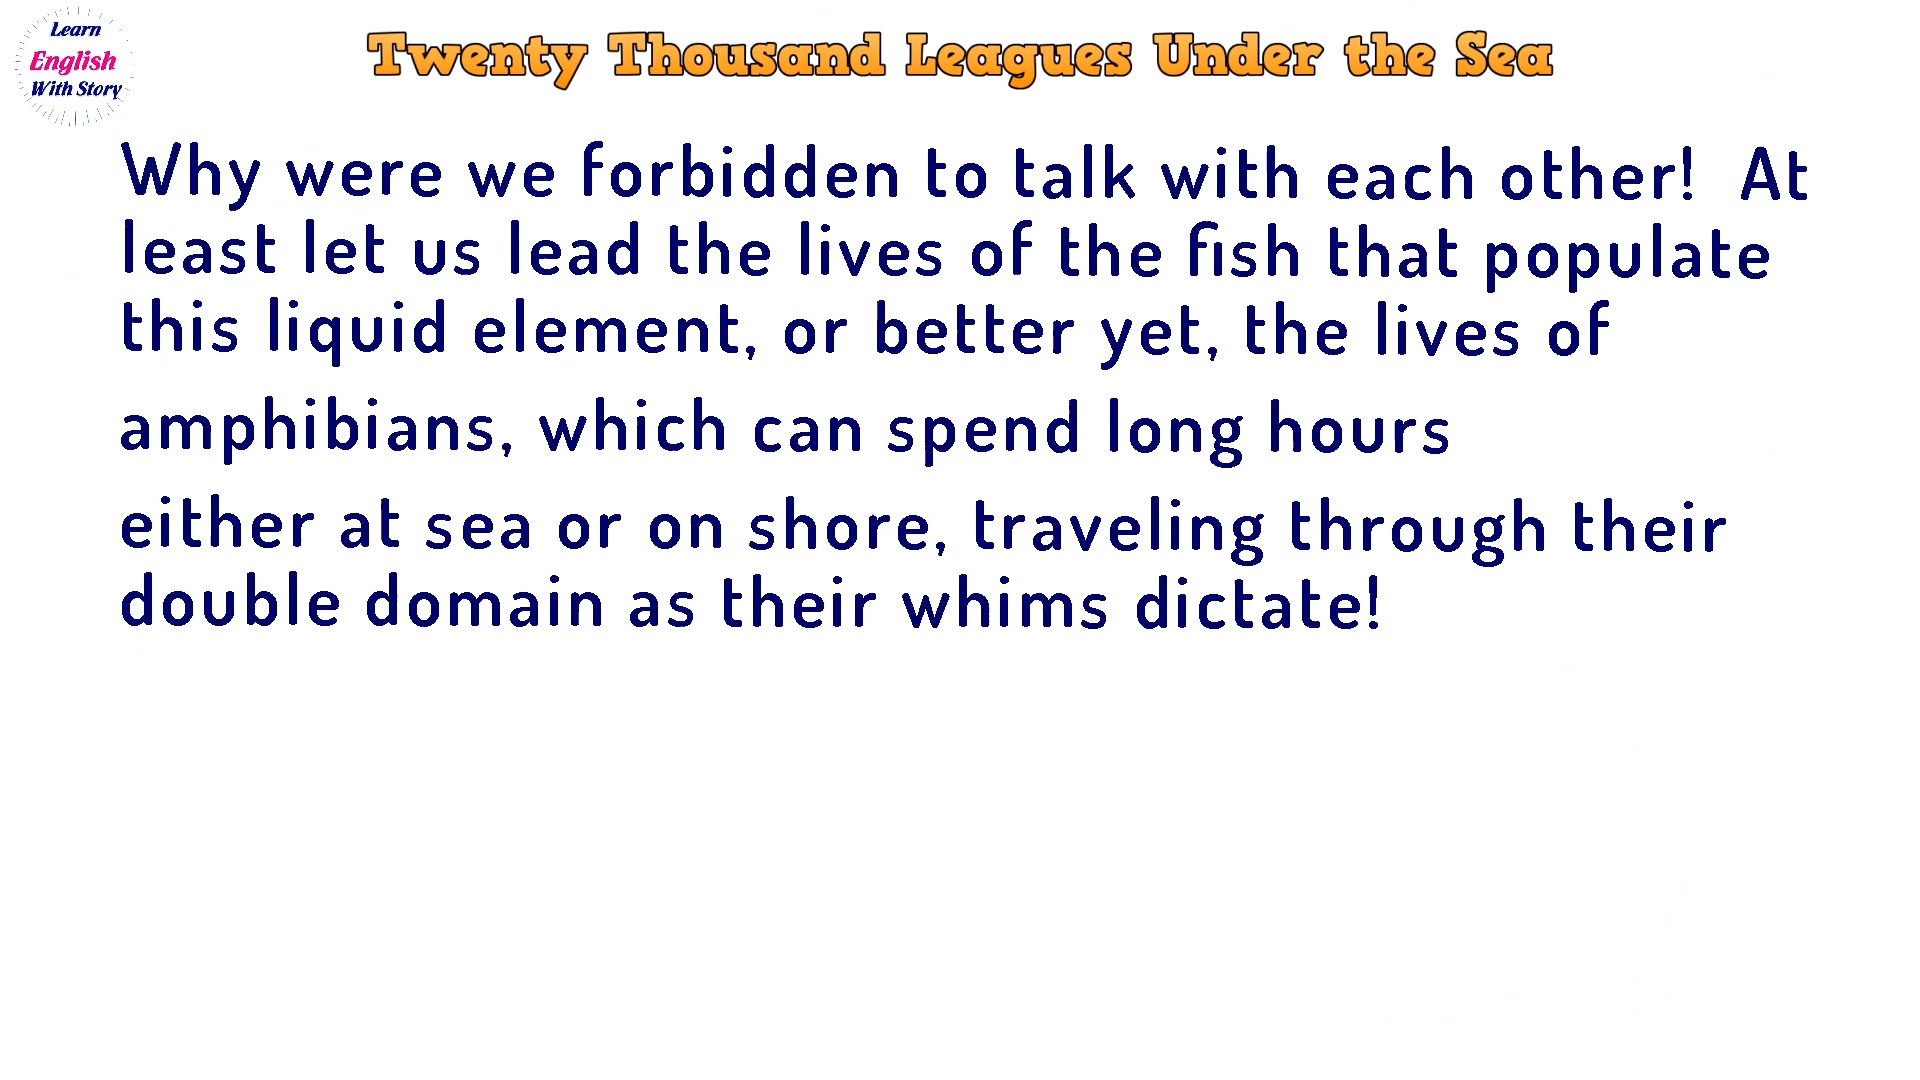 Learn
English
With Story
Twenty Thousand Leagues Under the Sea
Why were we forbidden to talk with each other!  At
least let us lead the lives of the fish that populate
this liquid element, or better yet, the lives of
amphibians, which can spend long hours
either at sea or on shore, traveling through their
double domain as their whims dictate!